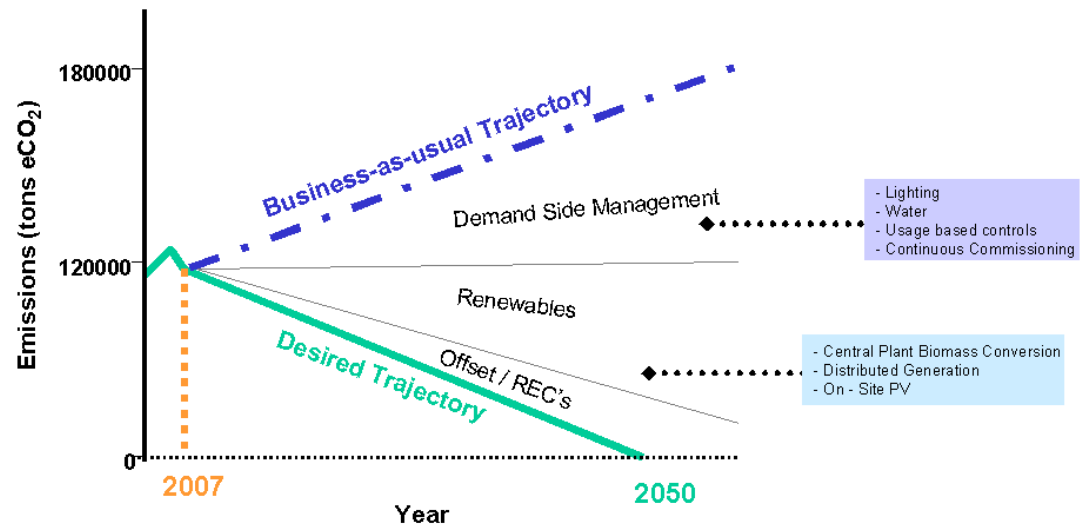 180000
Business-as-usual Trajectory
Demand Side Management
- Lighting
- Water
- Usage based controls
- Continuous Commissioning
Emissions (tons eCO₂)
120000
Renewables
Desired Trajectory
Offset / REC's
- Central Plant Biomass Conversion
- Distributed Generation
- On - Site PV
0
2007
2050
Year